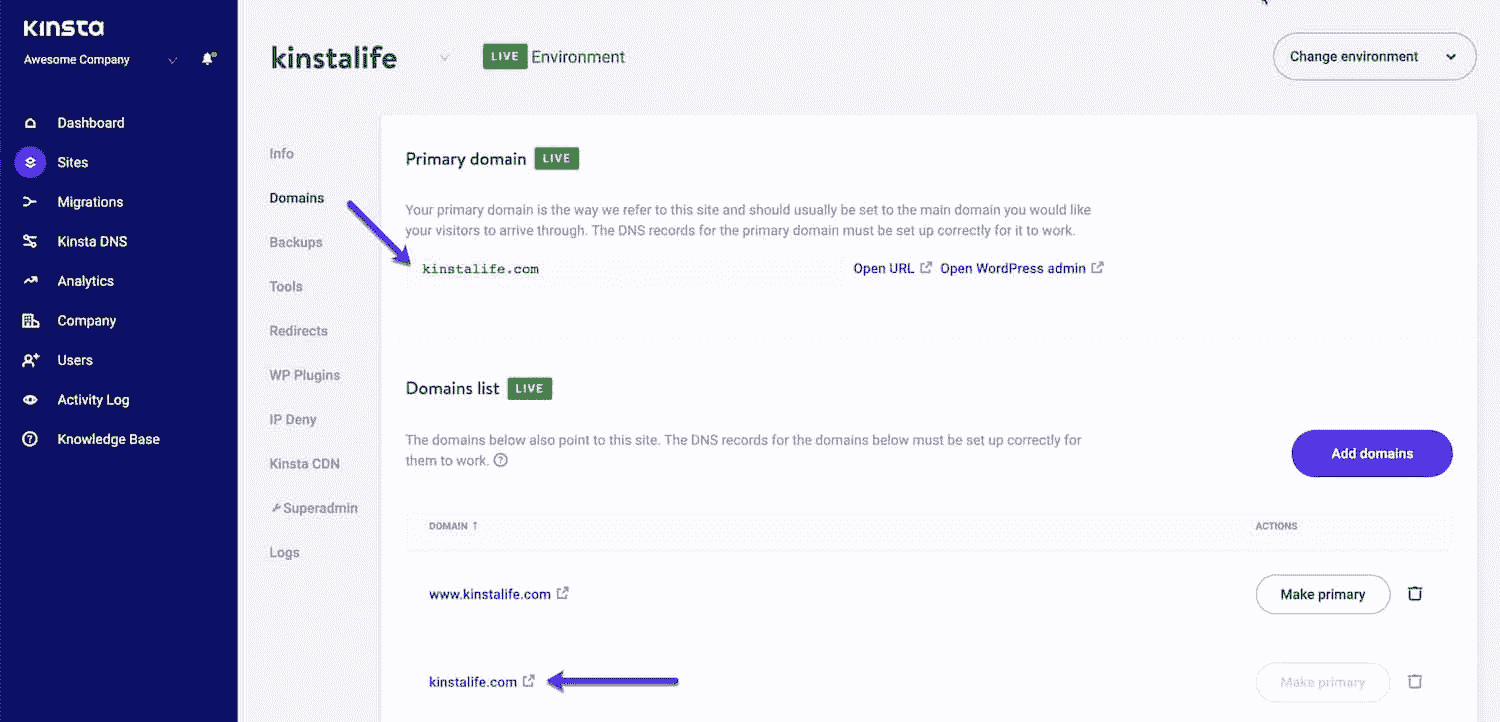 KINSTA
Awesome Company
Dashboard
Sites
Migrations
Kinsta DNS
Analytics
Company
Users
Activity Log
Knowledge Base
kinstalife
LIVE Environment
Change environment
Info
Domains
Backups
Tools
Redirects
WP Plugins
IP Deny
Kinsta CDN
Superadmin
Logs
Primary domain LIVE
Your primary domain is the way we refer to this site and should usually be set to the main domain you would like
your visitors to arrive through. The DNS records for the primary domain must be set up correctly for it to work.
kinstalife.com
Open URL Open WordPress admin
Domains list LIVE
The domains below also point to this site. The DNS records for the domains below must be set up correctly for
them to work.
Add domains
DOMAIN ↑ ACTIONS
www.kinstalife.com Make primary
kinstalife.com Make primary